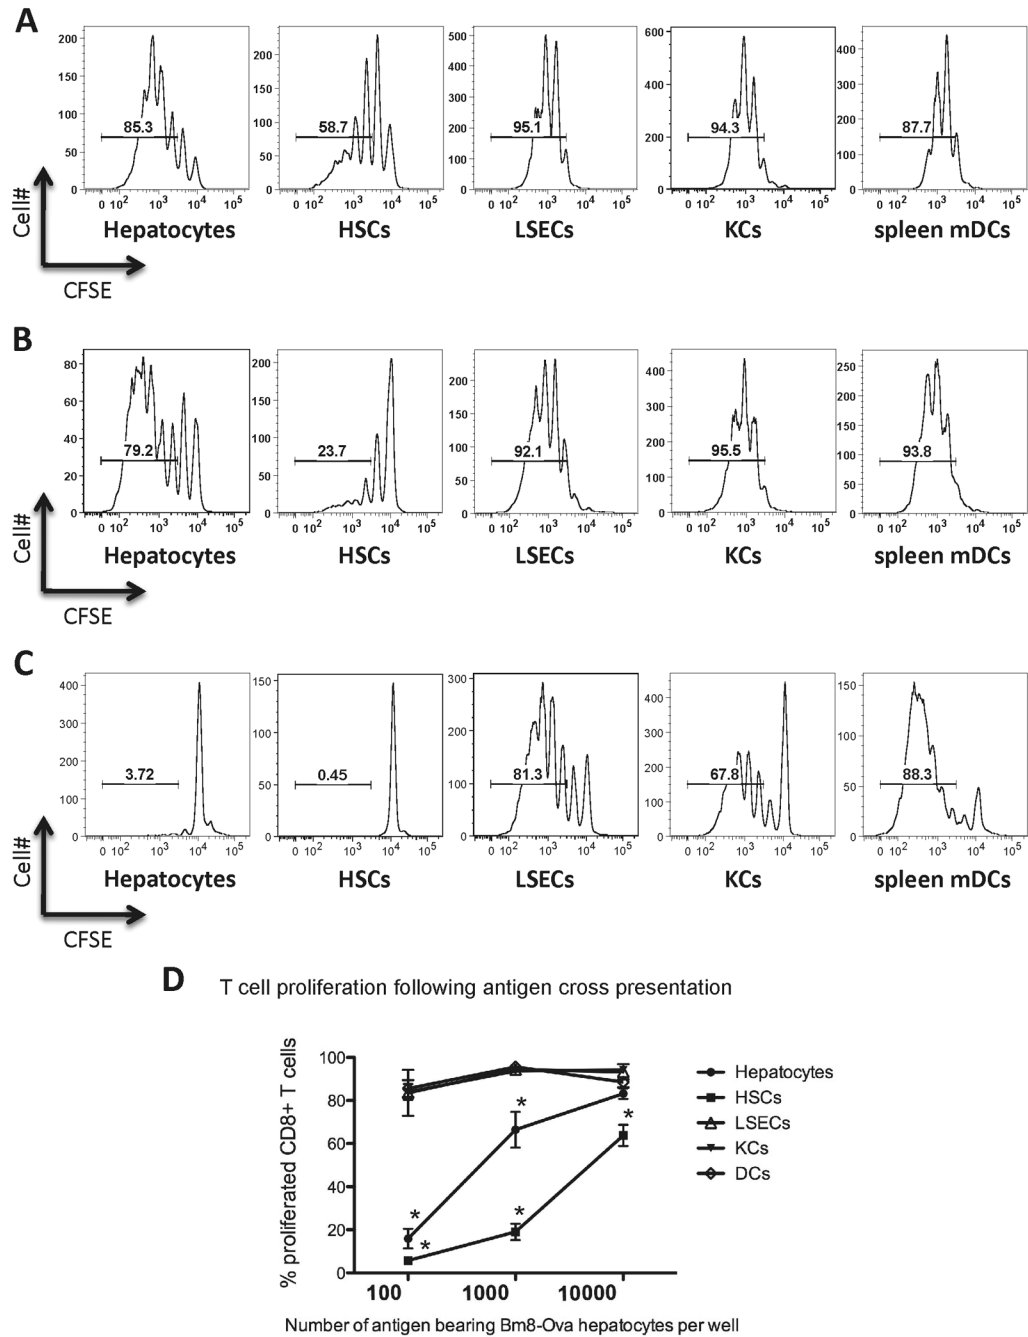 A
200 150 100 50 0 85.3 0 10² 10³ 10⁴ 10⁵ Hepatocytes
200 150 100 50 0 58.7 0 10² 10³ 10⁴ 10⁵ HSCs
500 400 300 200 100 0 95.1 0 10² 10³ 10⁴ 10⁵ LSECs
600 400 200 0 94.3 0 10² 10³ 10⁴ 10⁵ KCs
400 300 200 100 0 87.7 0 10² 10³ 10⁴ 10⁵ spleen mDCs
Cell#
CFSE
B
80 60 40 20 0 79.2 0 10² 10³ 10⁴ 10⁵ Hepatocytes
200 150 100 50 0 23.7 0 10² 10³ 10⁴ 10⁵ HSCs
200 150 100 50 0 92.1 0 10² 10³ 10⁴ 10⁵ LSECs
400 300 200 100 0 95.5 0 10² 10³ 10⁴ 10⁵ KCs
250 200 150 100 50 0 93.8 0 10² 10³ 10⁴ 10⁵ spleen mDCs
Cell#
CFSE
C
400 300 200 100 0 3.72 0 10² 10³ 10⁴ 10⁵ Hepatocytes
150 100 50 0 0.45 0 10² 10³ 10⁴ 10⁵ HSCs
300 200 100 0 81.3 0 10² 10³ 10⁴ 10⁵ LSECs
400 300 200 100 0 67.8 0 10² 10³ 10⁴ 10⁵ KCs
150 100 50 0 88.3 0 10² 10³ 10⁴ 10⁵ spleen mDCs
Cell#
CFSE
D
T cell proliferation following antigen cross presentation
% proliferated CD8+ T cells
100
80
60
40
20
0
* * * * *
100 1000 10000
Number of antigen bearing Bm8-Ova hepatocytes per well
Hepatocytes
HSCs
LSECs
KCs
DCs